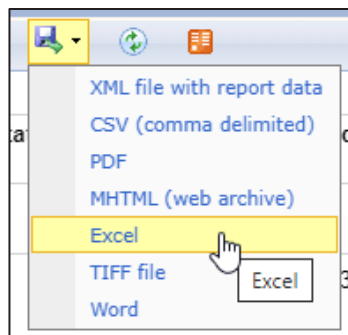 XML file with report data
CSV (comma delimited)
PDF
MHTML (web archive)
Excel
TIFF file
Excel
Word